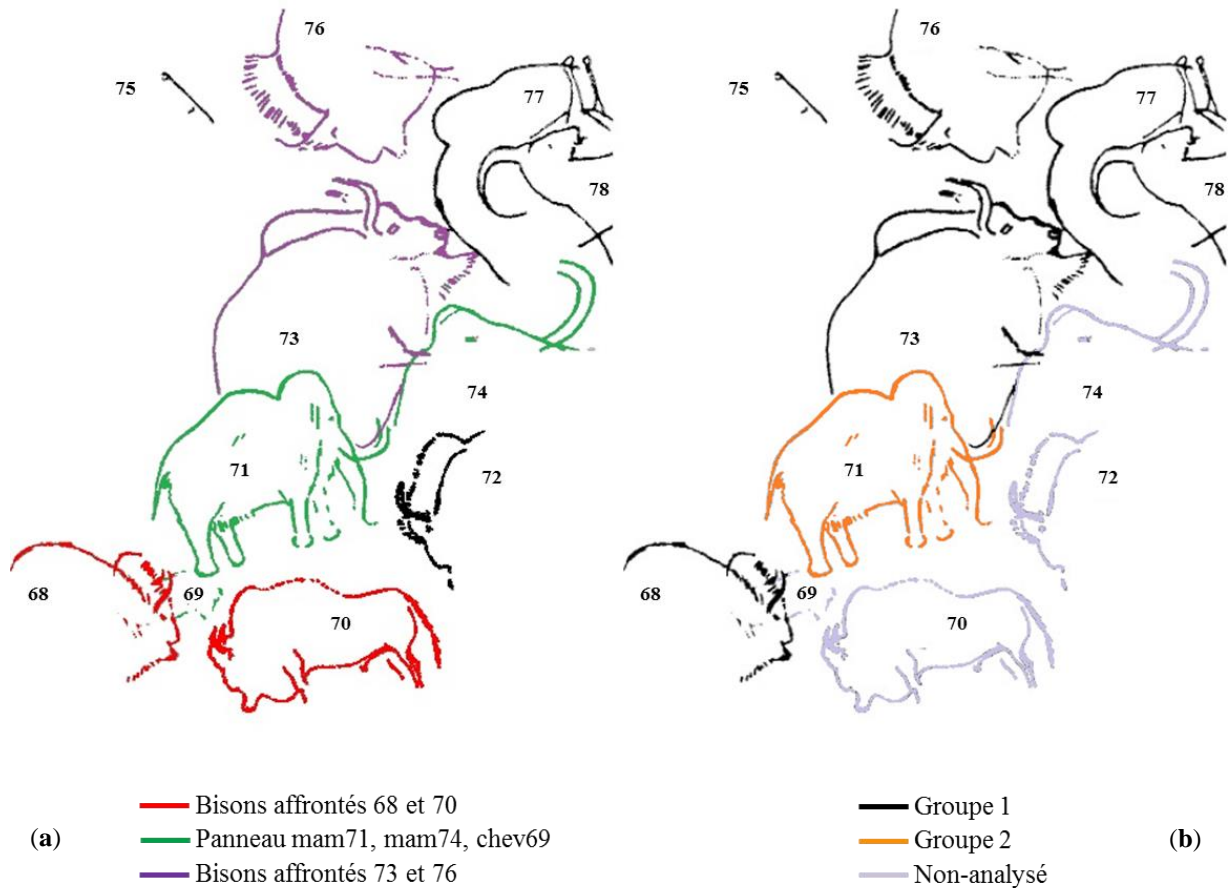 76
75
77
78
73
74
71
72
68
69
70
Bisons affrontés 68 et 70
(a)
Panneau mam71, mam74, chev69
Bisons affrontés 73 et 76
76
75
77
78
73
74
71
72
68
69
70
Groupe 1
Groupe 2
(b)
Non-analysé